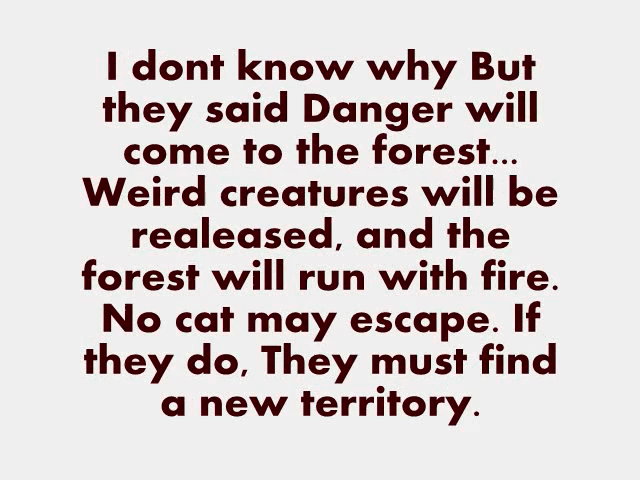 I dont know why But
they said Danger will
come to the forest...
Weird creatures will be
realeased, and the
forest will run with fire.
No cat may escape. If
they do, They must find
a new territory.